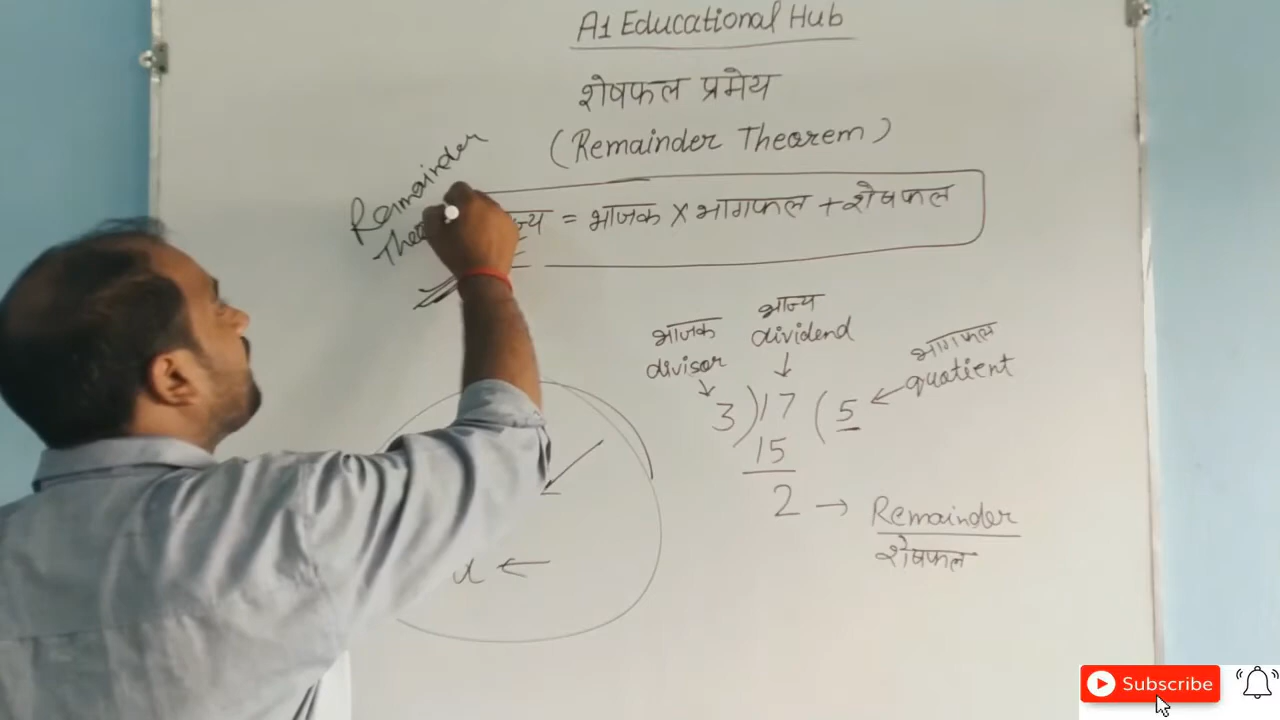 A1 Educational Hub
शेषफल प्रमेय
(Remainder Theorem)
Remainder
= भाजक X भागफल + शेषफल
भाजक
divisor
भाज्य
dividend
भागफल
quotient
3 ) 17 ( 5
15
2 → Remainder
शेषफल
x ←
Subscribe